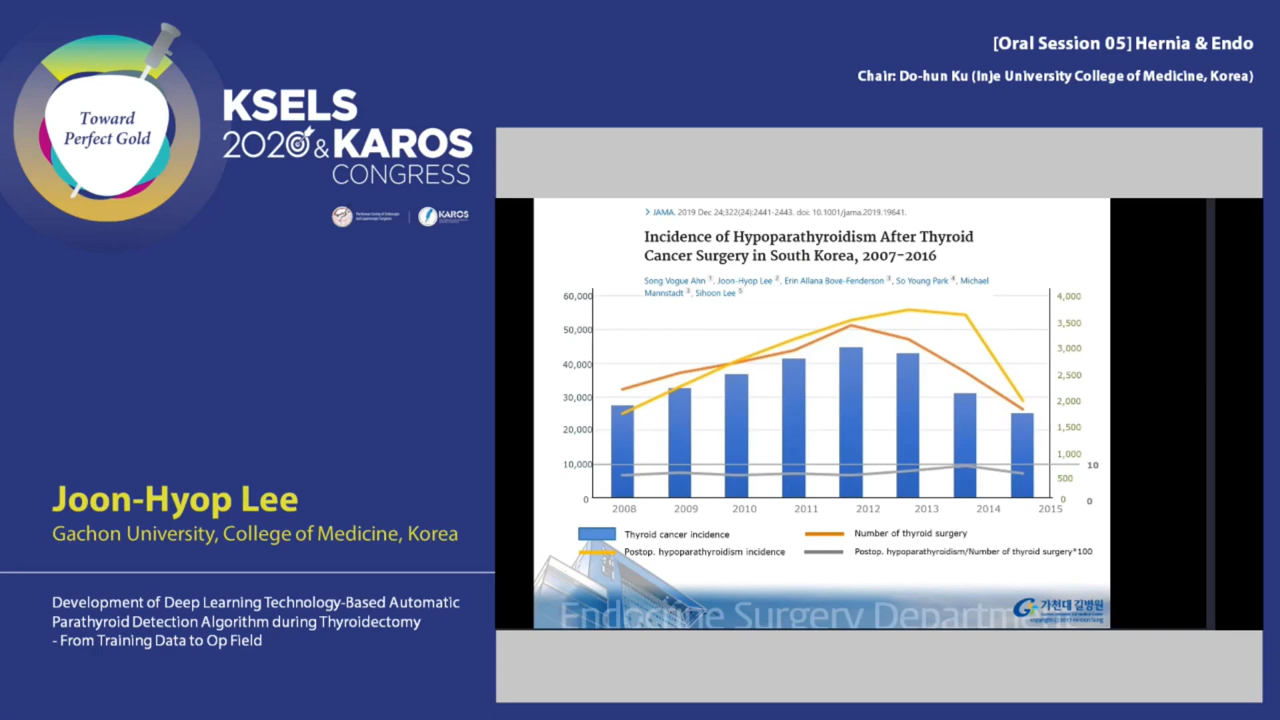 Toward
Perfect Gold
KSELS
2020 & KAROS
CONGRESS
KAROS
[Oral Session 05] Hernia & Endo
Chair: Do-hun Ku (Inje University College of Medicine, Korea)
JAMA. 2019 Dec 24;322(24):2441-2443. doi: 10.1001/jama.2019.19641.
Incidence of Hypoparathyroidism After Thyroid
Cancer Surgery in South Korea, 2007-2016
Song Vogue Ahn 1, Joon-Hyop Lee 2, Erin Allana Bove-Fenderson 3, So Young Park 4, Michael
Mannstadt 3, Sihoon Lee 5
60,000
50,000
40,000
30,000
20,000
10,000
0
4,000
3,500
3,000
2,500
2,000
1,500
1,000
500
0
10
0
2008 2009 2010 2011 2012 2013 2014 2015
Thyroid cancer incidence
Number of thyroid surgery
Postop. hypoparathyroidism incidence
Postop. hypoparathyroidism/Number of thyroid surgery*100
Endocrine Surgery Departm
가천대 길병원
Joon-Hyop Lee
Gachon University, College of Medicine, Korea
Development of Deep Learning Technology-Based Automatic
Parathyroid Detection Algorithm during Thyroidectomy
- From Training Data to Op Field